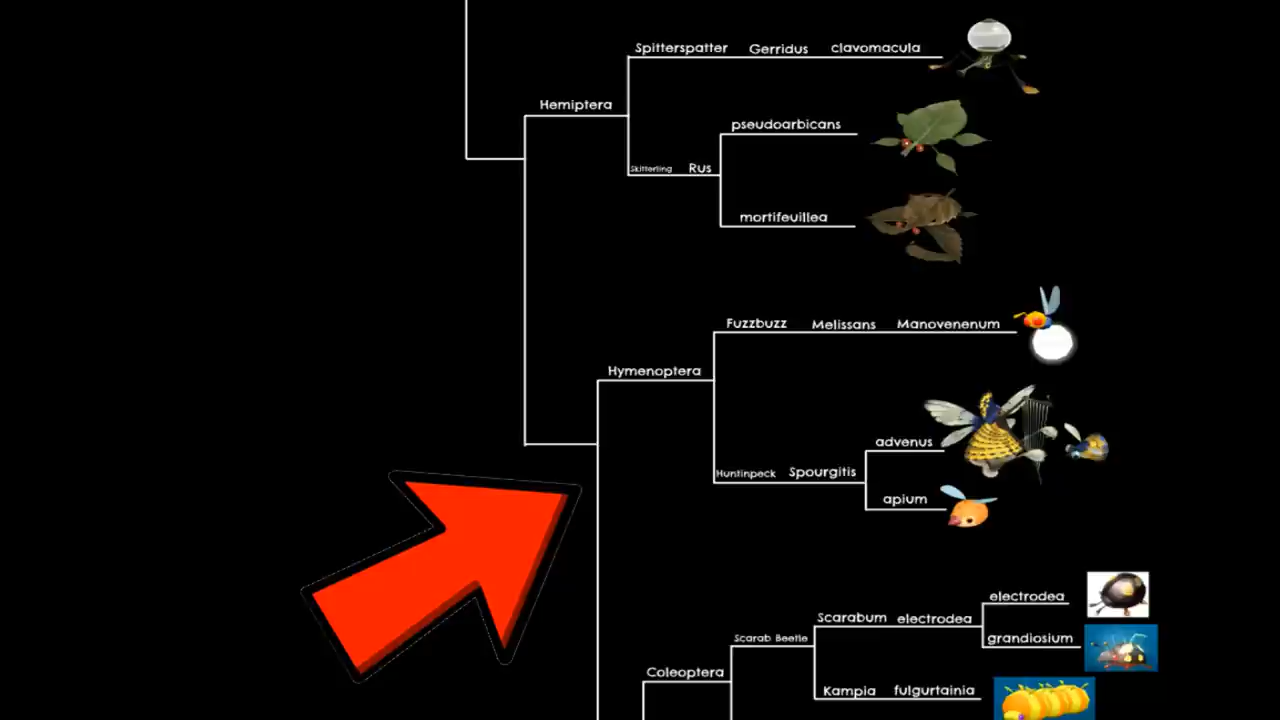 Spitterspatter Gerridus clavomacula
Hemiptera
pseudoarbicans
Skitterling Rus
mortifeuillea
Fuzzbuzz Melissans Manovenenum
Hymenoptera
advenus
Huntinpeck Spourgitis
apium
electrodea
Scarabum electrodea
grandiosium
Scarab Beetle
Coleoptera
Kampia fulgurtainia